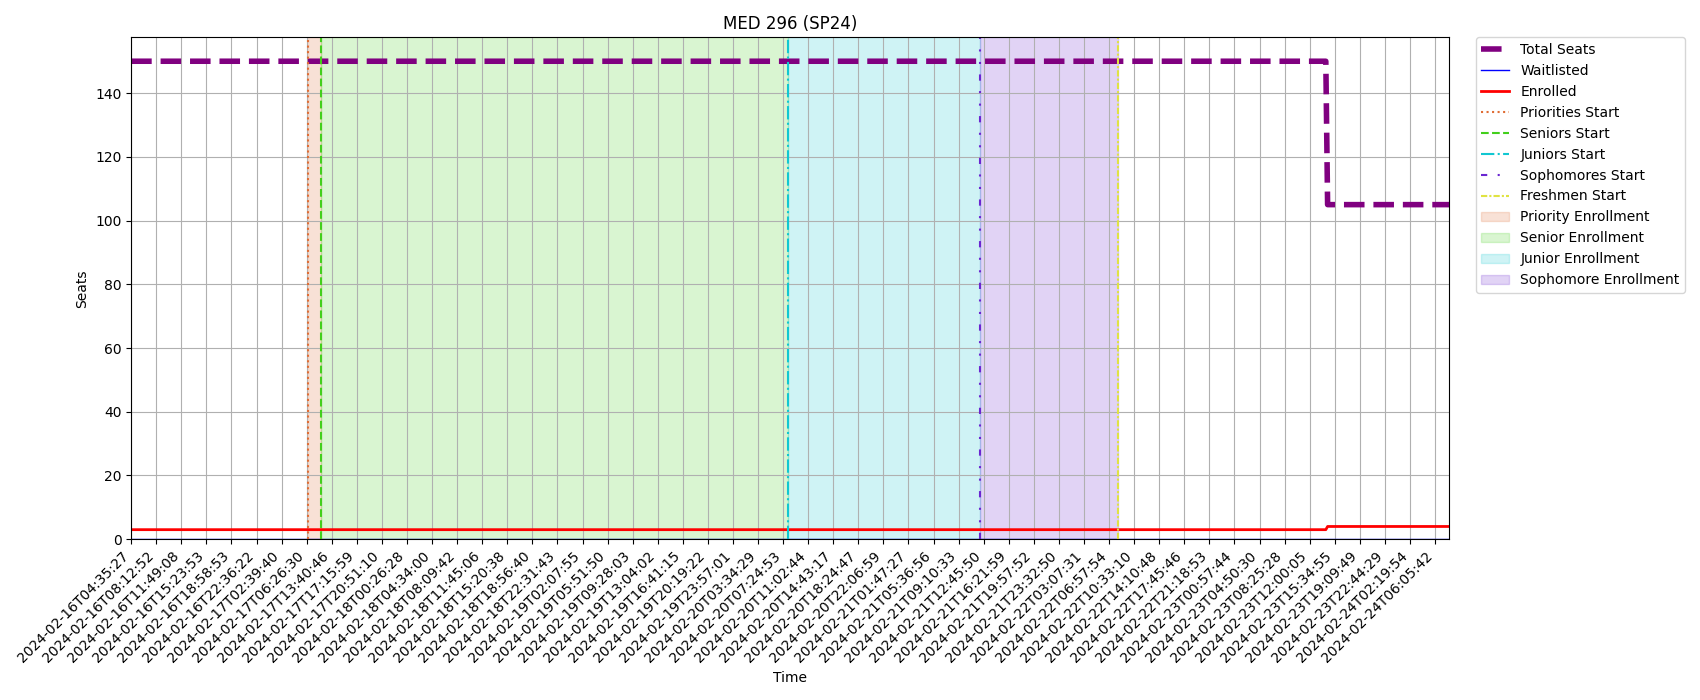 MED 296 (SP24)
140
120
100
80
60
40
20
0
Seats
2024-02-16T04:35:27
2024-02-16T08:12:52
2024-02-16T11:49:08
2024-02-16T15:23:53
2024-02-16T18:58:53
2024-02-16T22:36:22
2024-02-17T02:39:40
2024-02-17T06:26:30
2024-02-17T13:40:46
2024-02-17T17:15:59
2024-02-17T20:51:10
2024-02-18T00:26:28
2024-02-18T04:34:00
2024-02-18T08:09:42
2024-02-18T11:45:06
2024-02-18T15:20:38
2024-02-18T18:56:40
2024-02-18T22:31:43
2024-02-19T02:07:55
2024-02-19T05:51:50
2024-02-19T09:28:03
2024-02-19T13:04:02
2024-02-19T16:41:15
2024-02-19T20:19:22
2024-02-19T23:57:01
2024-02-20T03:34:29
2024-02-20T07:24:53
2024-02-20T11:02:44
2024-02-20T14:43:17
2024-02-20T18:24:47
2024-02-20T22:06:59
2024-02-21T01:47:27
2024-02-21T05:36:56
2024-02-21T09:10:33
2024-02-21T12:45:50
2024-02-21T16:21:59
2024-02-21T19:57:52
2024-02-21T23:32:50
2024-02-22T03:07:31
2024-02-22T06:57:54
2024-02-22T10:33:10
2024-02-22T14:10:48
2024-02-22T17:45:46
2024-02-22T21:18:53
2024-02-23T00:57:44
2024-02-23T04:50:30
2024-02-23T08:25:28
2024-02-23T12:00:05
2024-02-23T15:34:55
2024-02-23T19:09:49
2024-02-23T22:44:29
2024-02-24T02:19:54
2024-02-24T06:05:42
Time
Total Seats
Waitlisted
Enrolled
Priorities Start
Seniors Start
Juniors Start
Sophomores Start
Freshmen Start
Priority Enrollment
Senior Enrollment
Junior Enrollment
Sophomore Enrollment